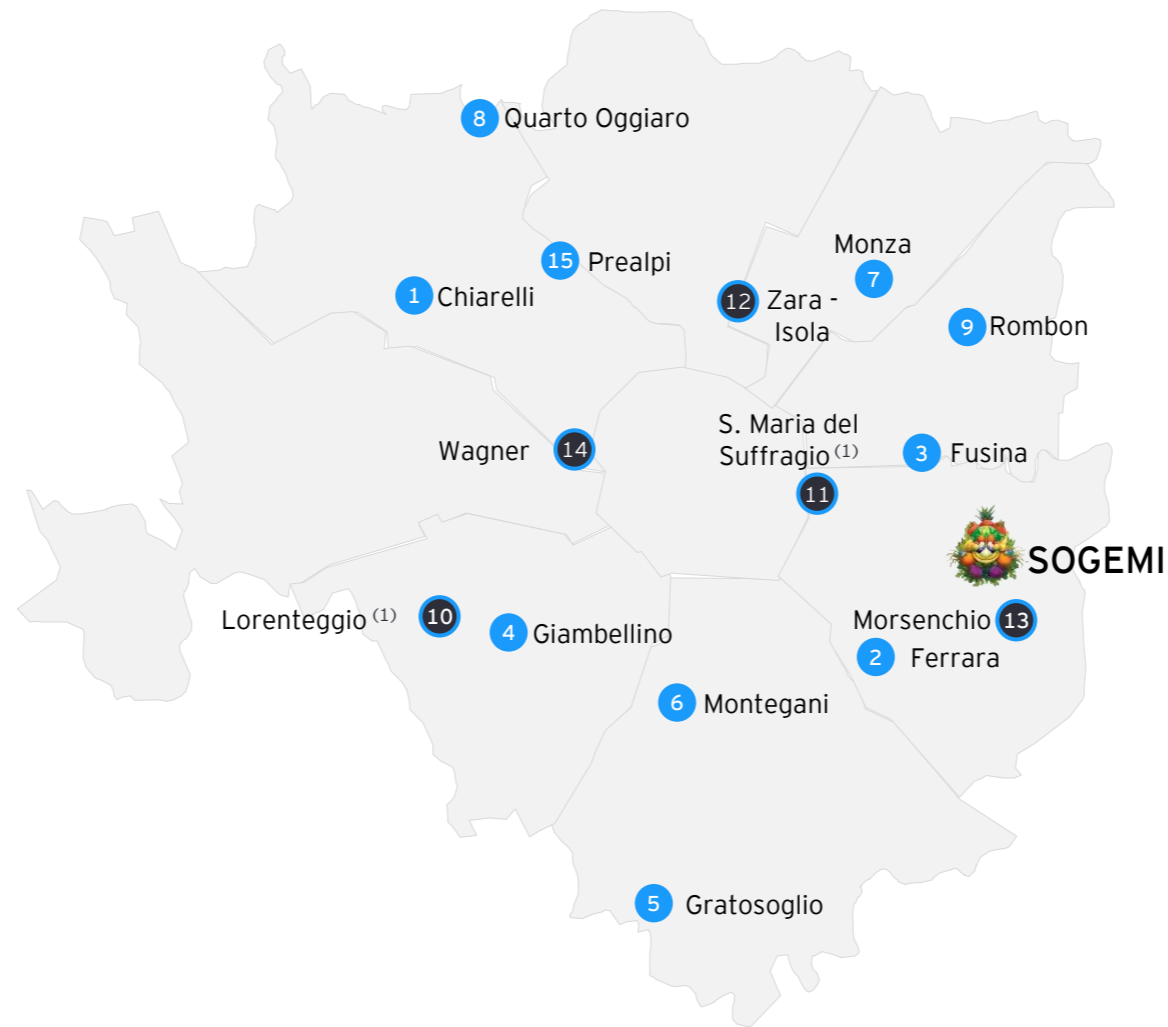 8 Quarto Oggiaro
Monza
7
15 Prealpi
1 Chiarelli
12 Zara -
Isola
9 Rombon
S. Maria del
Suffragio (1)
11
Wagner 14
3 Fusina
SOGEMI
Lorenteggio (1) 10
4 Giambellino
Morsenchio 13
2 Ferrara
6 Montegani
5 Gratosoglio